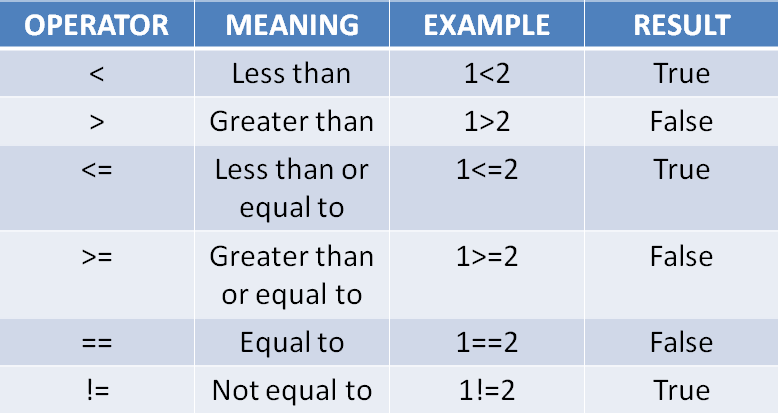 OPERATOR MEANING EXAMPLE RESULT
< Less than 1<2 True
> Greater than 1>2 False
<= Less than or 1<=2 True
equal to
>= Greater than 1>=2 False
or equal to
== Equal to 1==2 False
!= Not equal to 1!=2 True